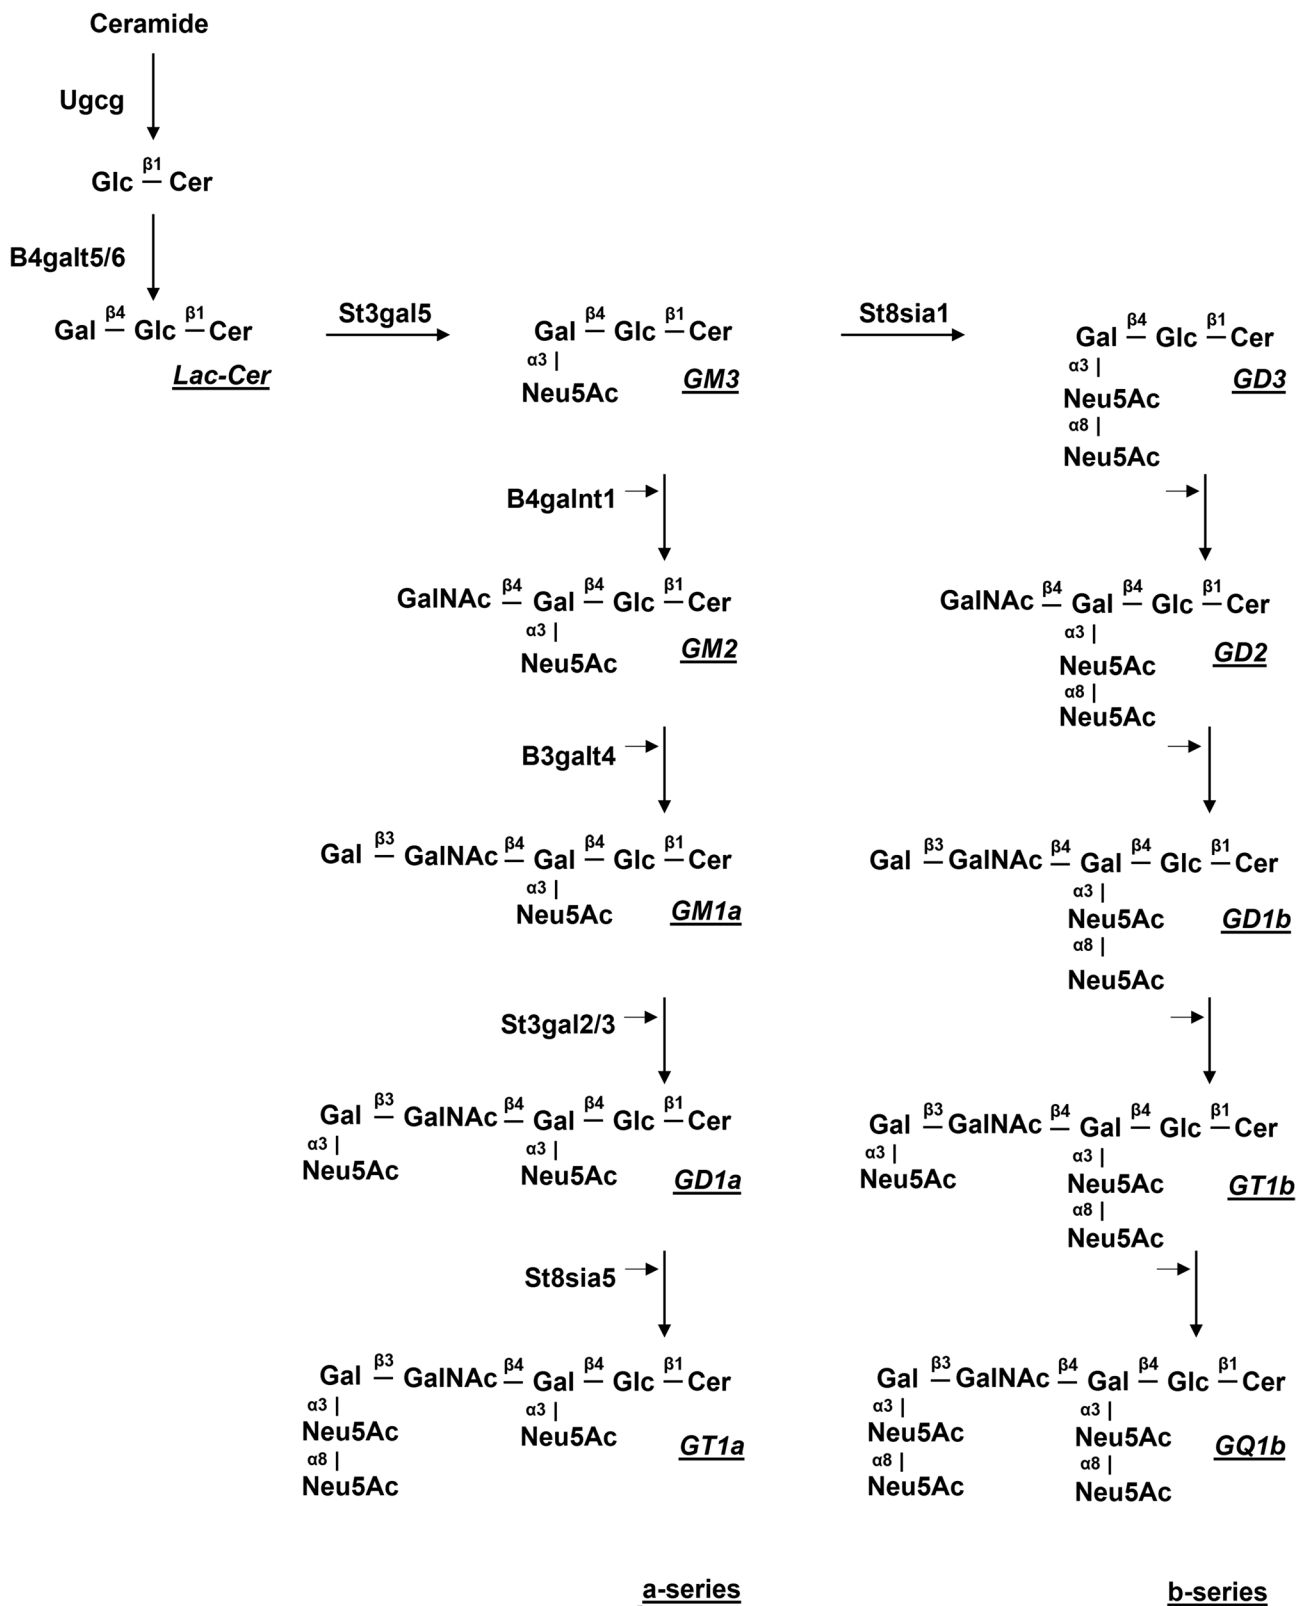 Ceramide
Ugcg
β1
Glc – Cer
B4galt5/6
β4 β1
Gal – Glc – Cer
Lac-Cer
St3gal5
β4 β1
Gal – Glc – Cer
α3 |
Neu5Ac
GM3
St8sia1
β4 β1
Gal – Glc – Cer
α3 |
Neu5Ac
α8 |
Neu5Ac
GD3
B4galnt1
β4 β4 β1
GalNAc – Gal – Glc – Cer
α3 |
Neu5Ac
GM2
β4 β4 β1
GalNAc – Gal – Glc – Cer
α3 |
Neu5Ac
α8 |
Neu5Ac
GD2
B3galt4
β3 β4 β4 β1
Gal – GalNAc – Gal – Glc – Cer
α3 |
Neu5Ac
GM1a
β3 β4 β4 β1
Gal – GalNAc – Gal – Glc – Cer
α3 |
Neu5Ac
α8 |
Neu5Ac
GD1b
St3gal2/3
β3 β4 β4 β1
Gal – GalNAc – Gal – Glc – Cer
α3 | α3 |
Neu5Ac Neu5Ac
GD1a
β3 β4 β4 β1
Gal – GalNAc – Gal – Glc – Cer
α3 | α3 |
Neu5Ac Neu5Ac
α8 |
Neu5Ac
GT1b
St8sia5
β3 β4 β4 β1
Gal – GalNAc – Gal – Glc – Cer
α3 | α3 |
Neu5Ac Neu5Ac
α8 |
Neu5Ac
GT1a
β3 β4 β4 β1
Gal – GalNAc – Gal – Glc – Cer
α3 | α3 |
Neu5Ac Neu5Ac
α8 | α8 |
Neu5Ac Neu5Ac
GQ1b
a-series
b-series